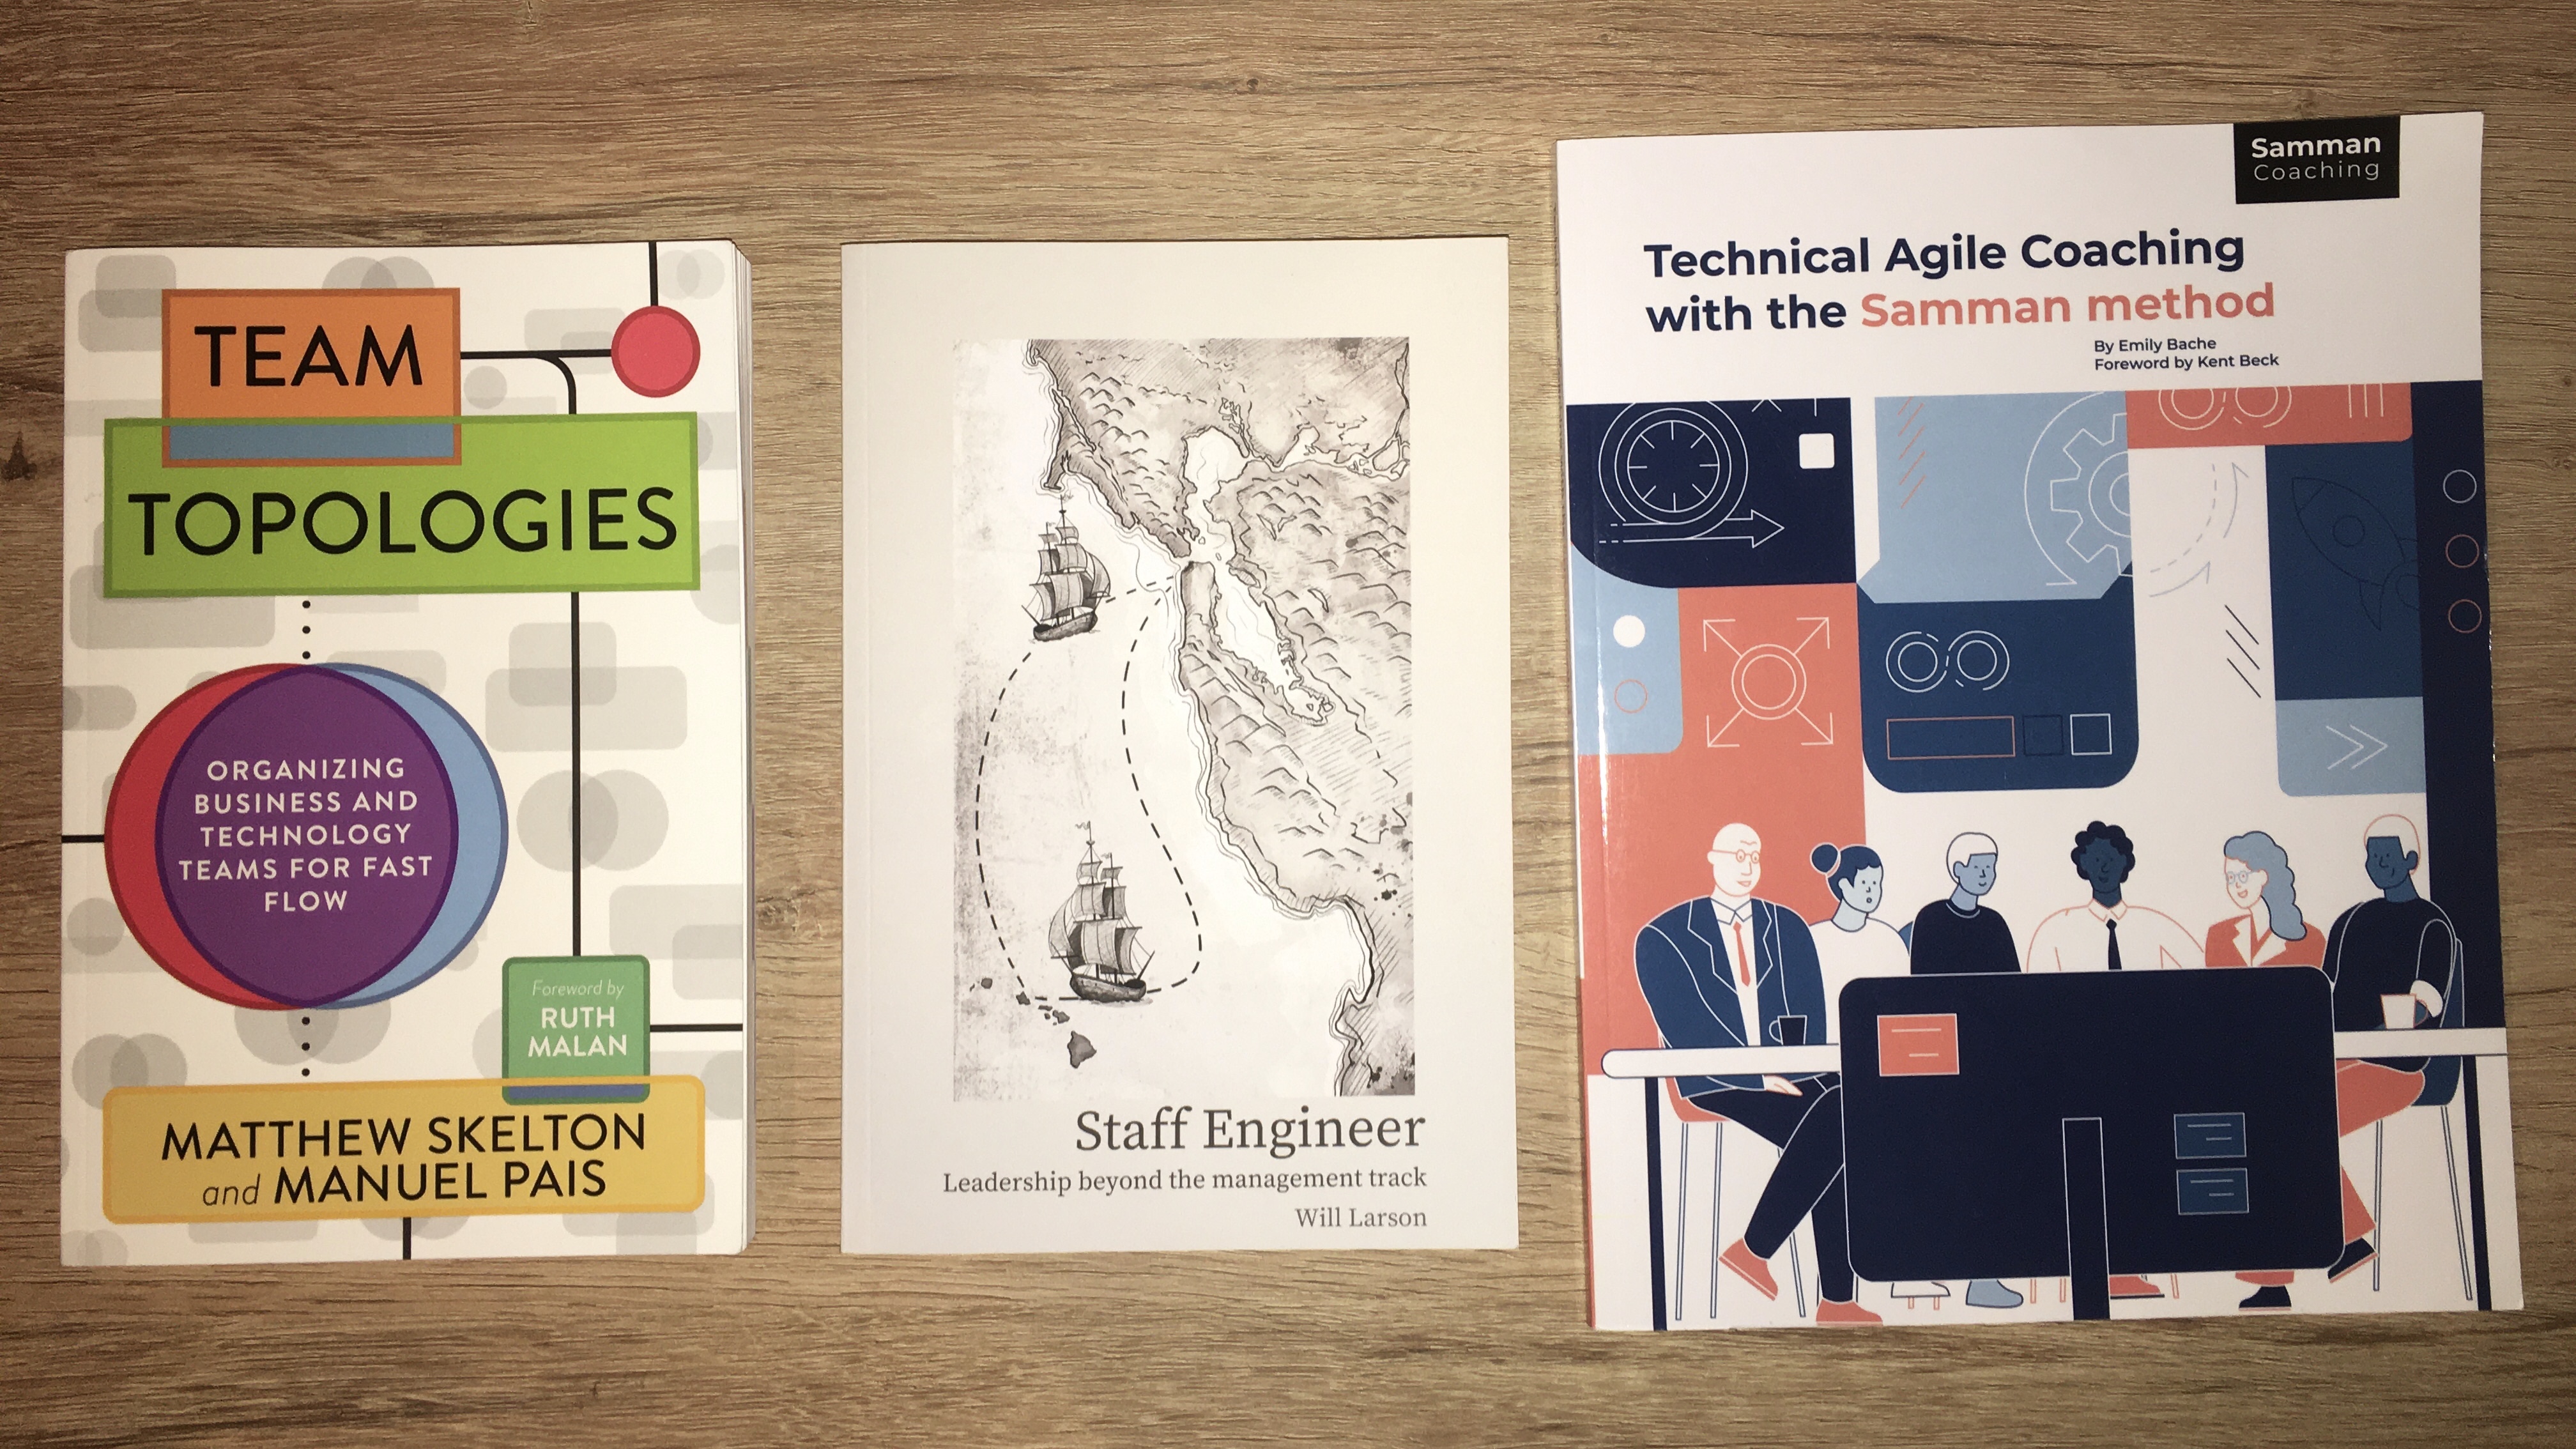 TEAM
TOPOLOGIES
ORGANIZING
BUSINESS AND
TECHNOLOGY
TEAMS FOR FAST
FLOW
Foreword by
RUTH
MALAN
MATTHEW SKELTON
and MANUEL PAIS
Staff Engineer
Leadership beyond the management track
Will Larson
Samman
Coaching
Technical Agile Coaching
with the Samman method
By Emily Bache
Foreword by Kent Beck